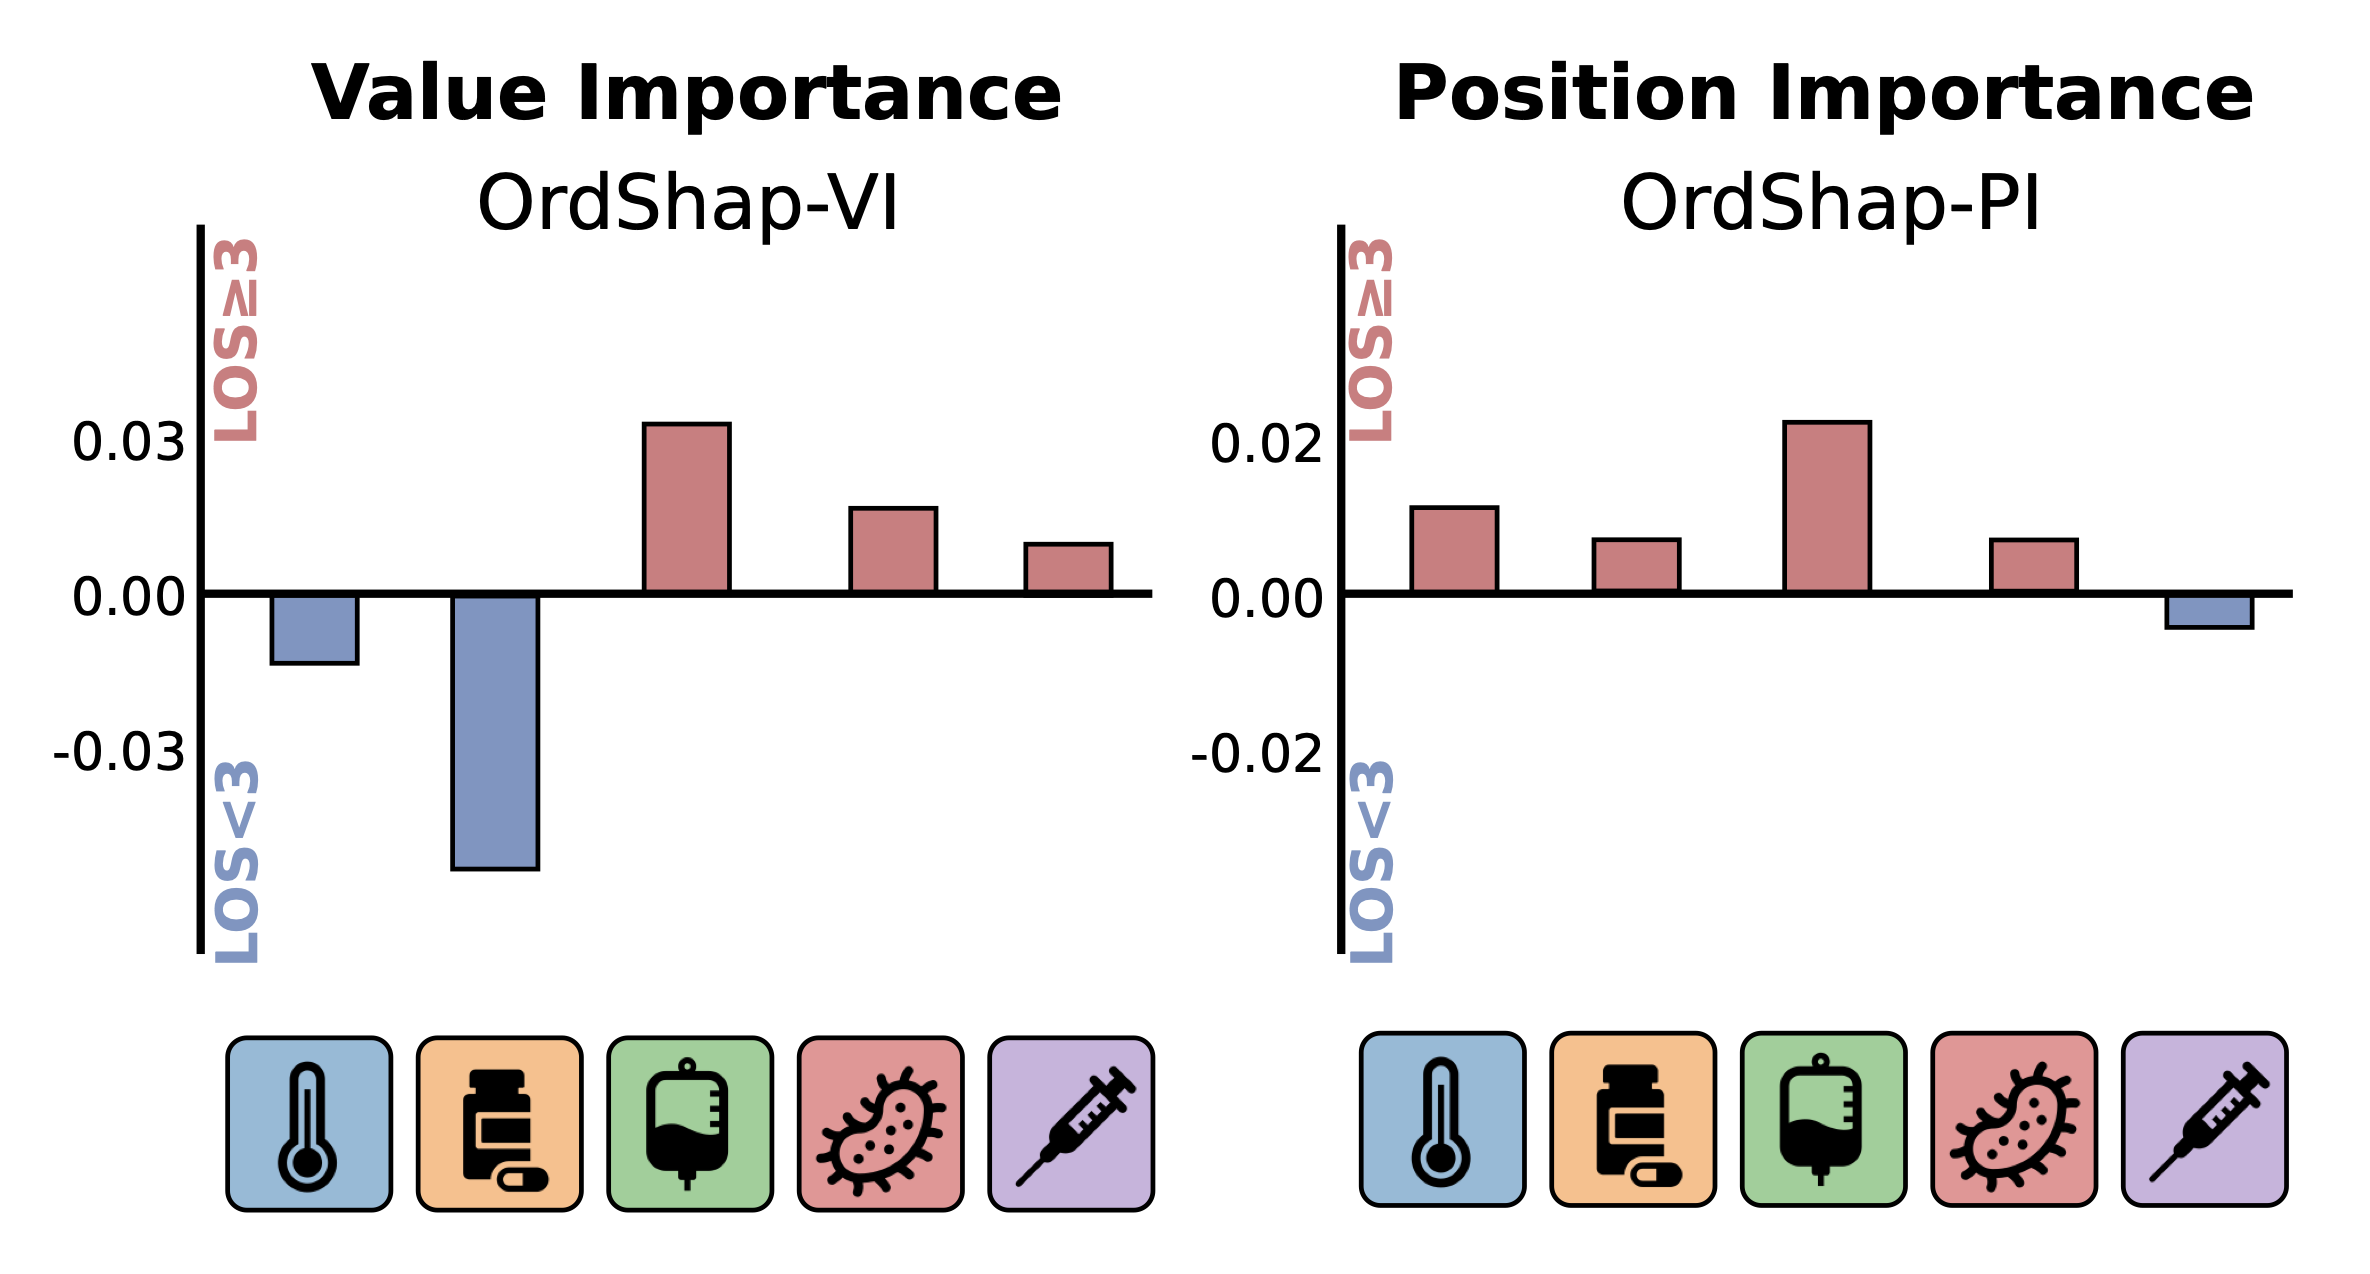 Value Importance
OrdShap-VI
LOS≥3
0.03
0.00
-0.03
LOS<3
Position Importance
OrdShap-PI
LOS≥3
0.02
0.00
-0.02
LOS<3